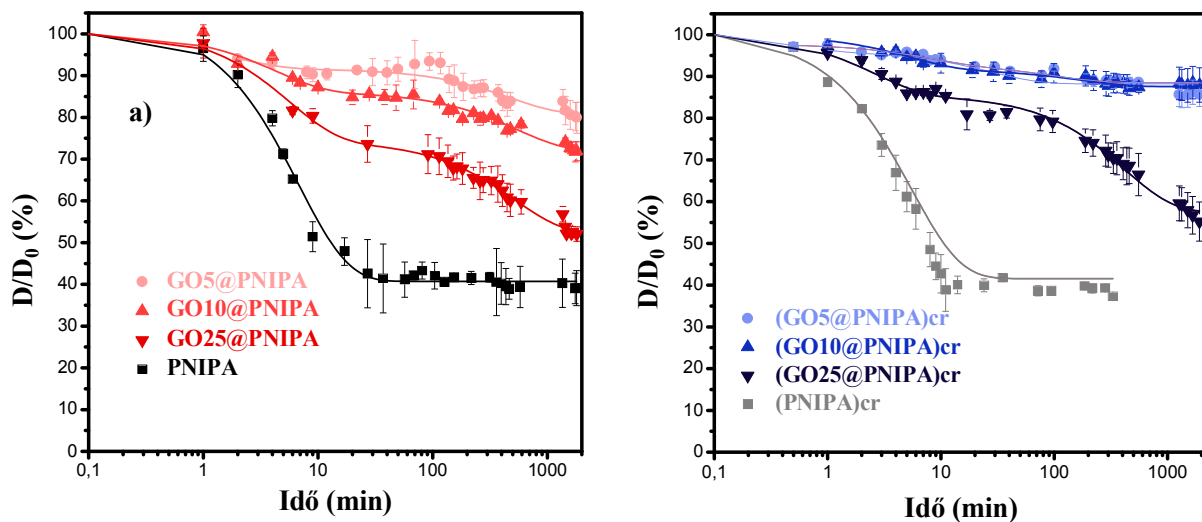 100
90
80
70
60
50
40
30
20
10
0
D/D₀ (%)
a)
GO5@PNIPA
GO10@PNIPA
GO25@PNIPA
PNIPA
0,1
1
10
100
1000
Idő (min)
100
90
80
70
60
50
40
30
20
10
0
D/D₀ (%)
(GO5@PNIPA)cr
(GO10@PNIPA)cr
(GO25@PNIPA)cr
(PNIPA)cr
0,1
1
10
100
1000
Idő (min)